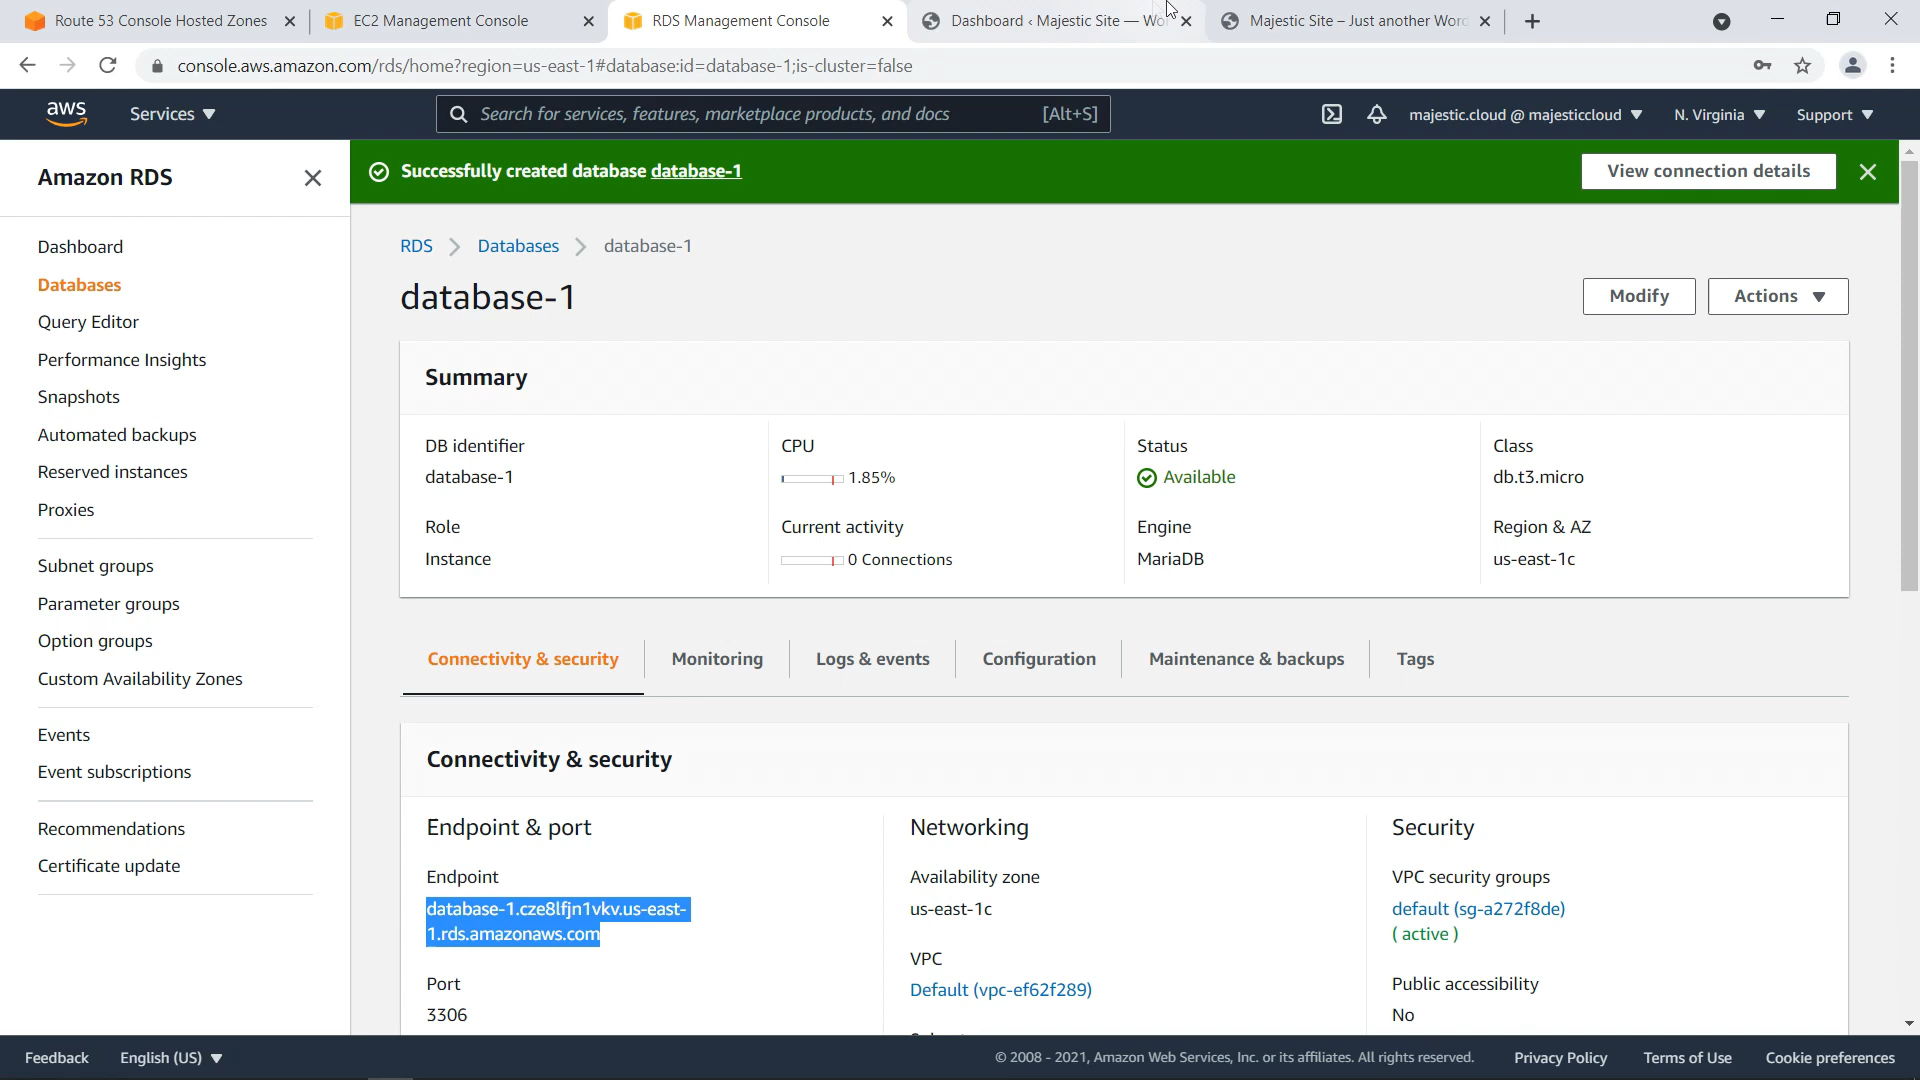 Route 53 Console Hosted Zones
EC2 Management Console
RDS Management Console
Dashboard ‹ Majestic Site — Wo
Majestic Site – Just another Word
console.aws.amazon.com/rds/home?region=us-east-1#database:id=database-1;is-cluster=false
aws
Services
Search for services, features, marketplace products, and docs
[Alt+S]
majestic.cloud @ majesticcloud
N. Virginia
Support
Amazon RDS
Dashboard
Databases
Query Editor
Performance Insights
Snapshots
Automated backups
Reserved instances
Proxies
Subnet groups
Parameter groups
Option groups
Custom Availability Zones
Events
Event subscriptions
Recommendations
Certificate update
Successfully created database database-1
View connection details
RDS
Databases
database-1
database-1
Modify
Actions
Summary
DB identifier
database-1
CPU
1.85%
Status
Available
Class
db.t3.micro
Role
Instance
Current activity
0 Connections
Engine
MariaDB
Region & AZ
us-east-1c
Connectivity & security
Monitoring
Logs & events
Configuration
Maintenance & backups
Tags
Connectivity & security
Endpoint & port
Endpoint
database-1.cze8lfjn1vkv.us-east-
1.rds.amazonaws.com
Port
3306
Networking
Availability zone
us-east-1c
VPC
Default (vpc-ef62f289)
Security
VPC security groups
default (sg-a272f8de)
( active )
Public accessibility
No
Feedback
English (US)
© 2008 - 2021, Amazon Web Services, Inc. or its affiliates. All rights reserved.
Privacy Policy
Terms of Use
Cookie preferences